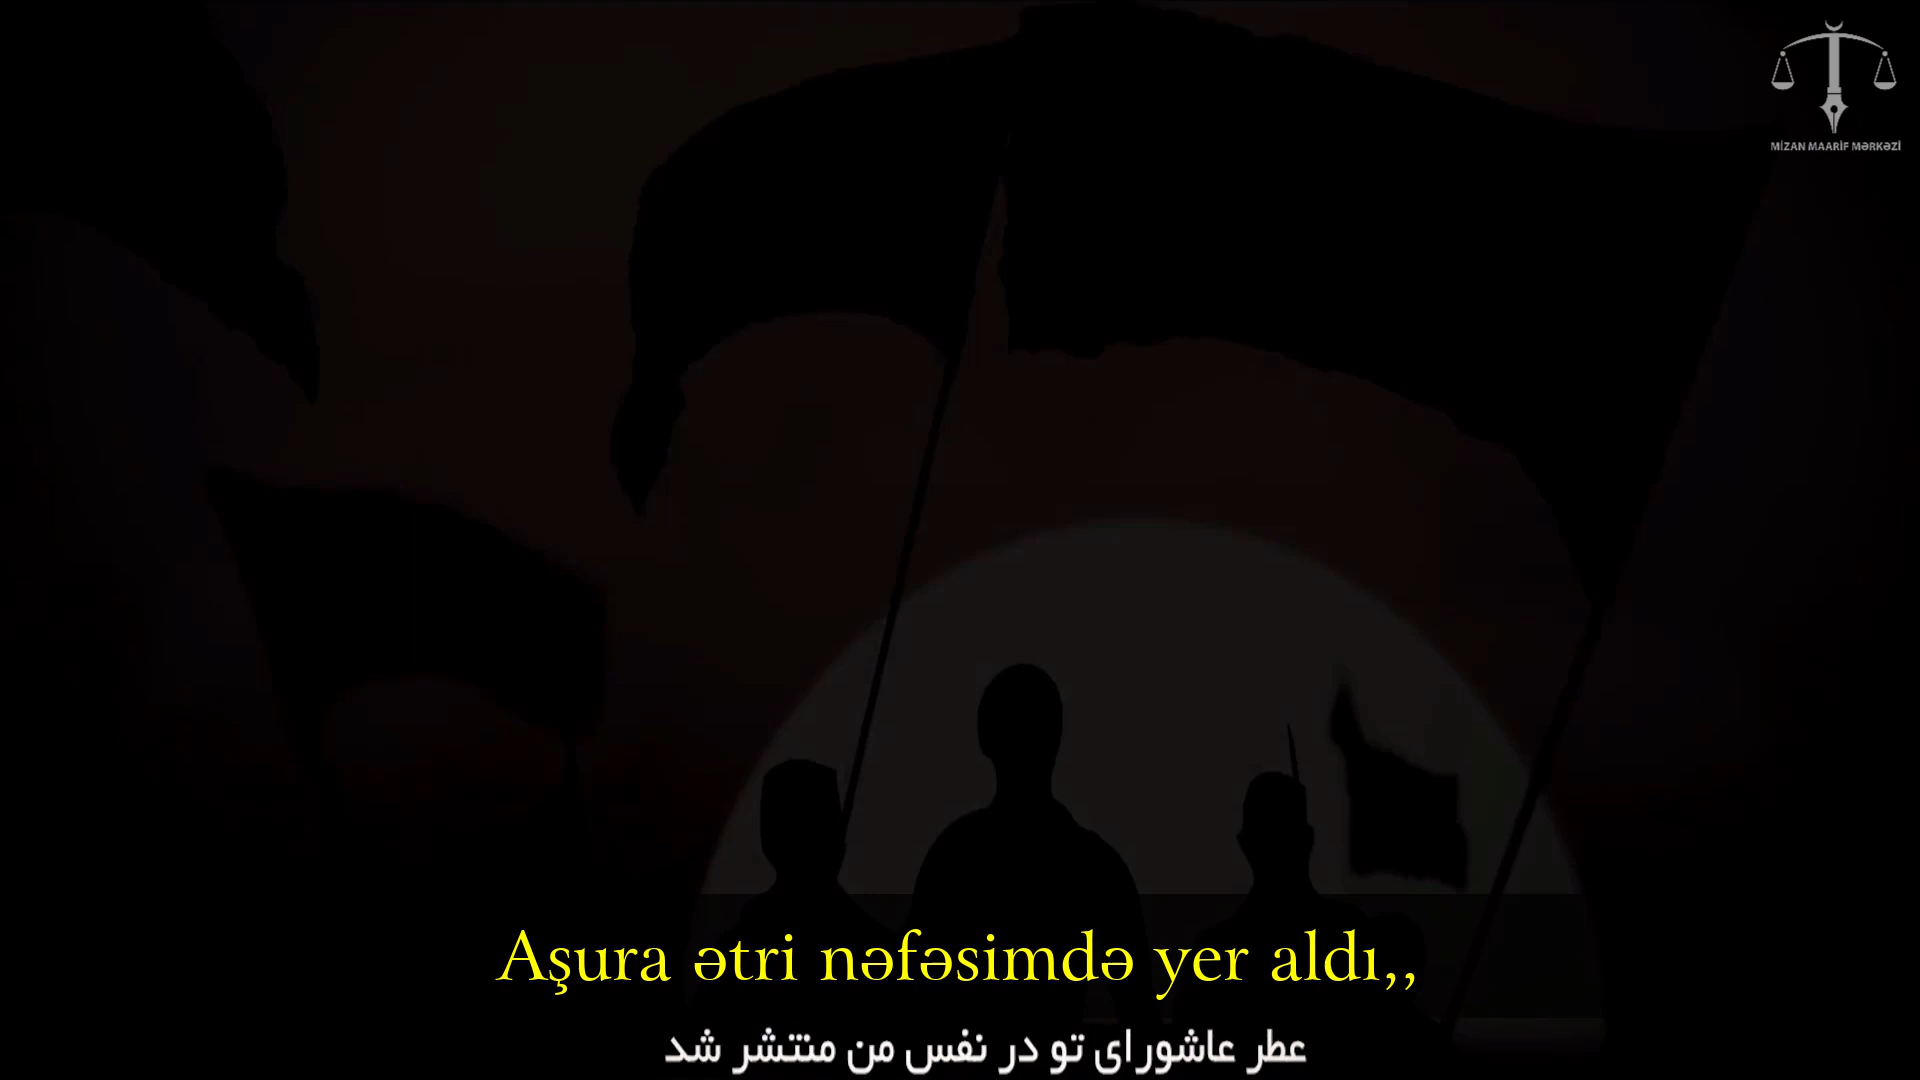 MİZAN MAARİF MƏRKƏZİ
Aşura ətri nəfəsimdə yer aldı,,
عطر عاشورای تو در نفس من منتشر شد